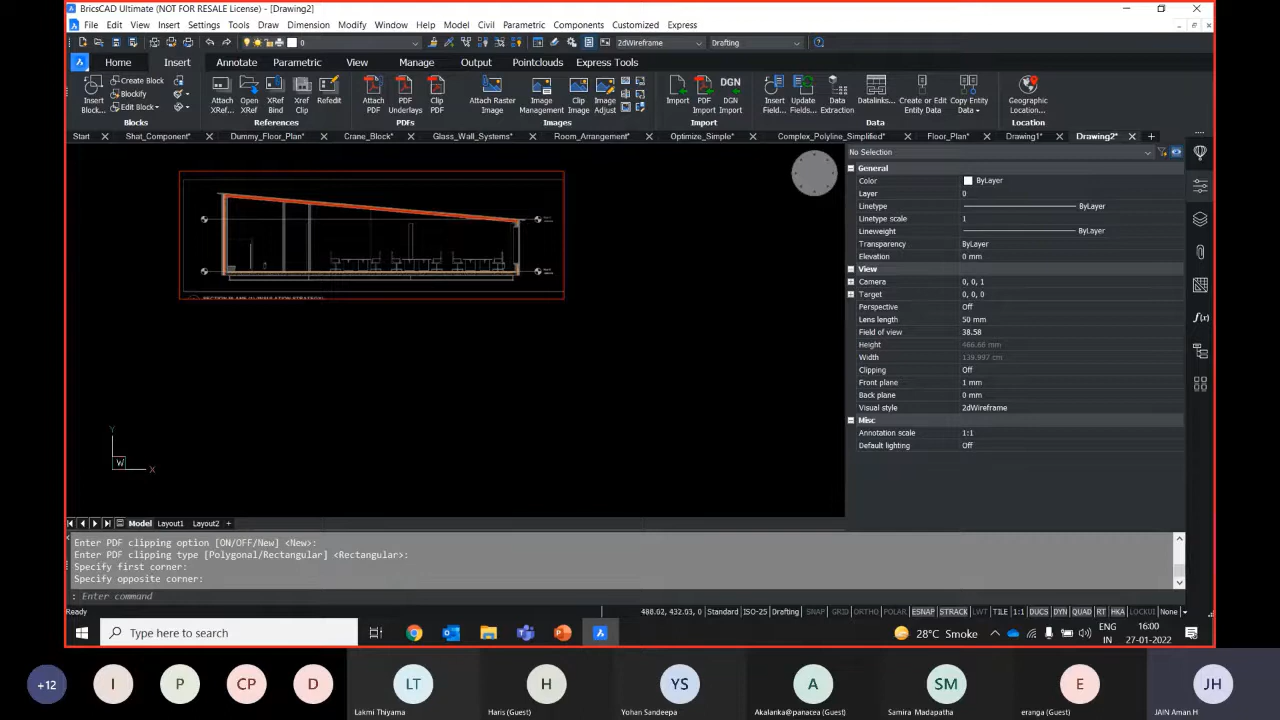 BricsCAD Ultimate (NOT FOR RESALE License) - [Drawing2]
File Edit View Insert Settings Tools Draw Dimension Modify Window Help Model Civil Parametric Components Customized Express
0 2dWireframe Drafting
Home Insert Annotate Parametric View Manage Output Pointclouds Express Tools
Insert Block... Create Block Blockify Edit Block
Attach XRef... Open XRef XRef Bind Xref Clip Refedit
Attach PDF PDF Underlays Clip PDF
Attach Raster Image Image Management Clip Image Image Adjust
Import PDF Import DGN Import
DGN
Insert Field... Update Fields... Data Extraction Datalinks... Create or Edit Entity Data Copy Entity Data
Geographic Location...
Blocks References PDFs Images Import Data Location
Start Shat_Component* Dummy_Floor_Plan* Crane_Block* Glass_Wall_Systems* Room_Arrangement* Optimize_Simple* Complex_Polyline_Simplified* Floor_Plan* Drawing1* Drawing2*
No Selection
General
Color ByLayer
Layer 0
Linetype ByLayer
Linetype scale 1
Lineweight ByLayer
Transparency ByLayer
Elevation 0 mm
View
Camera 0, 0, 1
Target 0, 0, 0
Perspective Off
Lens length 50 mm
Field of view 38.58
Height 466.66 mm
Width 139.997 cm
Clipping Off
Front plane 1 mm
Back plane 0 mm
Visual style 2dWireframe
Misc
Annotation scale 1:1
Default lighting Off
Y
W X
f(x)
Model Layout1 Layout2 +
Enter PDF clipping option [ON/OFF/New] <New>:
Enter PDF clipping type [Polygonal/Rectangular] <Rectangular>:
Specify first corner:
Specify opposite corner:
: Enter command
Ready 488.02, 432.03, 0 Standard ISO-25 Drafting SNAP GRID ORTHO POLAR ESNAP STRACK LWT TILE 1:1 DUCS DYN QUAD RT HKA LOCKUI None
Type here to search 28°C Smoke ENG IN 16:00 27-01-2022
+12 I P CP D LT H YS A SM E JH
Lakmi Thiyama Haris (Guest) Yohan Sandeepa Akalanka@panacea (Guest) Samira Madapatha eranga (Guest) JAIN Aman H